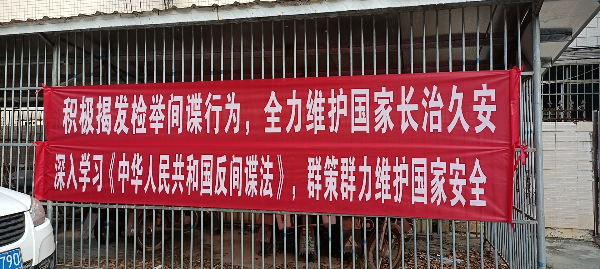 积极揭发检举间谍行为，全力维护国家长治久安
深入学习《中华人民共和国反间谍法》，群策群力维护国家安全
790